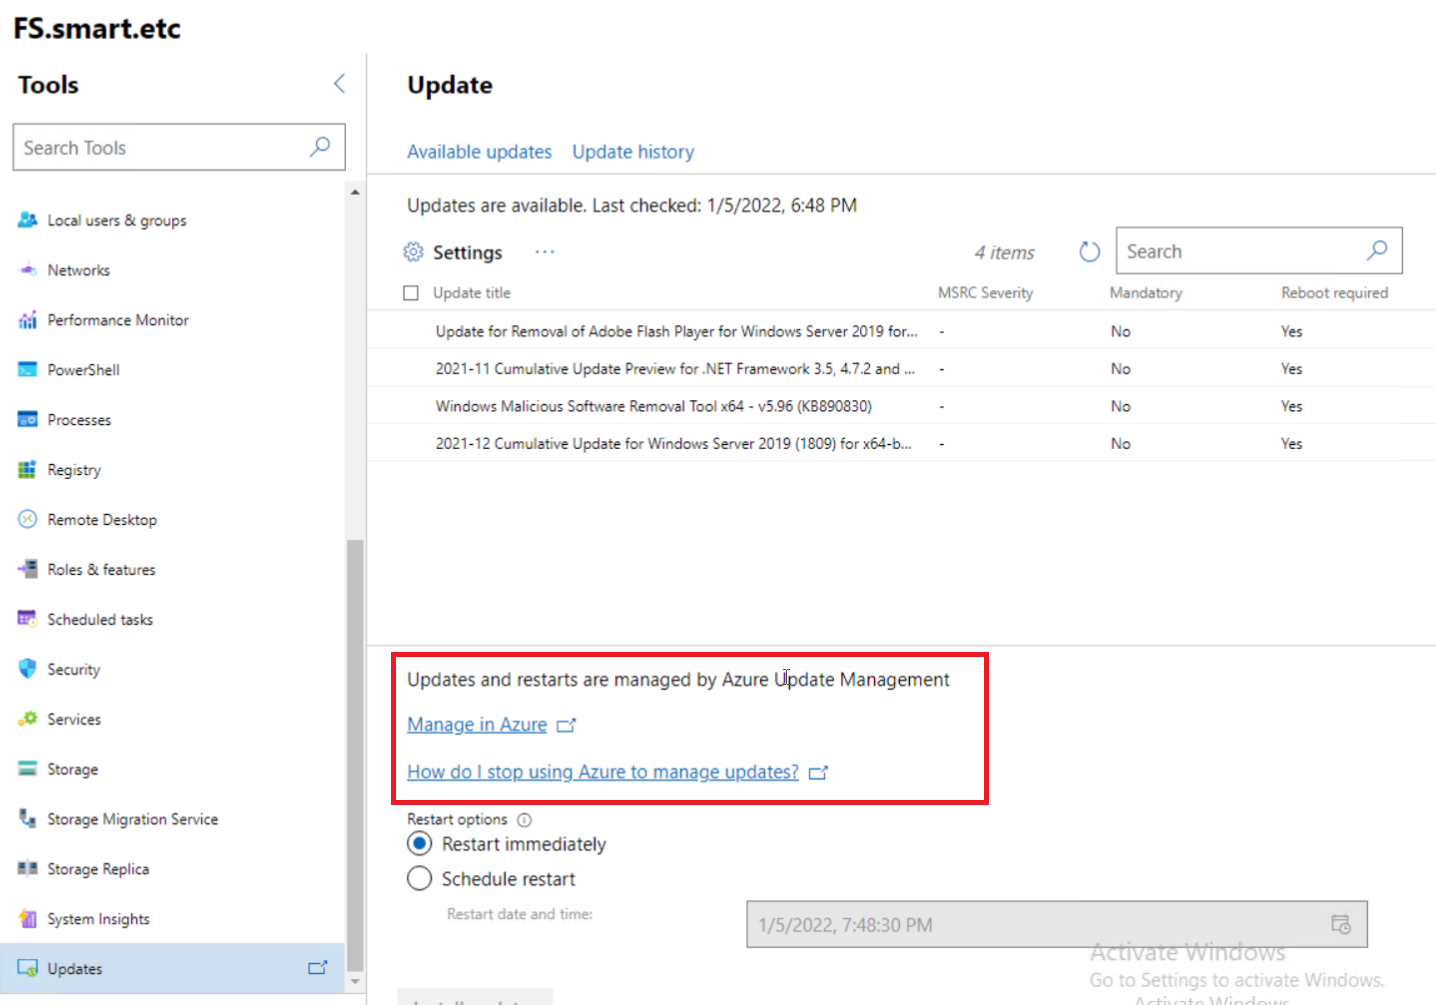 FS.smart.etc
Tools
Search Tools
Local users & groups
Networks
Performance Monitor
PowerShell
Processes
Registry
Remote Desktop
Roles & features
Scheduled tasks
Security
Services
Storage
Storage Migration Service
Storage Replica
System Insights
Updates
Update
Available updates Update history
Updates are available. Last checked: 1/5/2022, 6:48 PM
Settings ... 4 items Search
Update title MSRC Severity Mandatory Reboot required
Update for Removal of Adobe Flash Player for Windows Server 2019 for... - No Yes
2021-11 Cumulative Update Preview for .NET Framework 3.5, 4.7.2 and ... - No Yes
Windows Malicious Software Removal Tool x64 - v5.96 (KB890830) - No Yes
2021-12 Cumulative Update for Windows Server 2019 (1809) for x64-b... - No Yes
Updates and restarts are managed by Azure Update Management
Manage in Azure
How do I stop using Azure to manage updates?
Restart options
Restart immediately
Schedule restart
Restart date and time:
1/5/2022, 7:48:30 PM
Activate Windows
Go to Settings to activate Windows.
Activate Windows